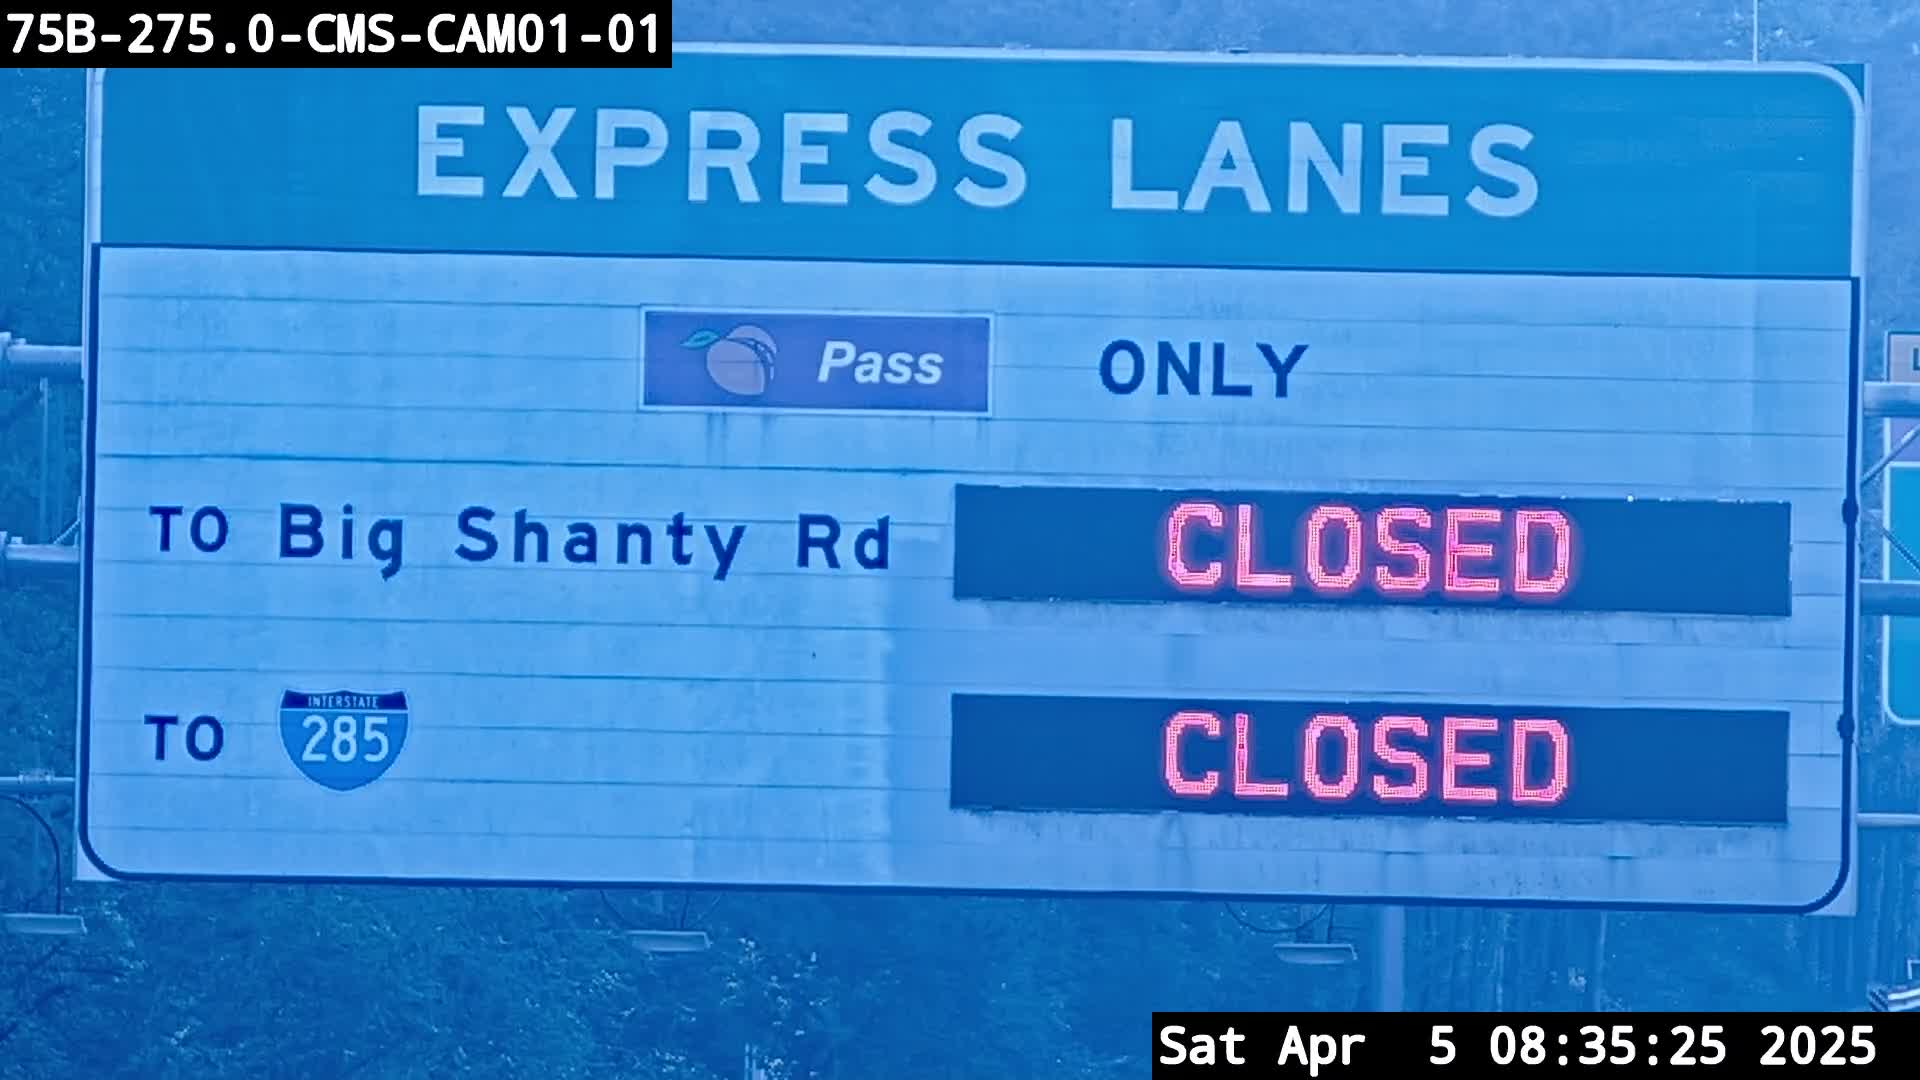 75B-275.0-CMS-CAM01-01
EXPRESS LANES
Pass ONLY
TO Big Shanty Rd CLOSED
TO INTERSTATE 285 CLOSED
Sat Apr 5 08:35:25 2025